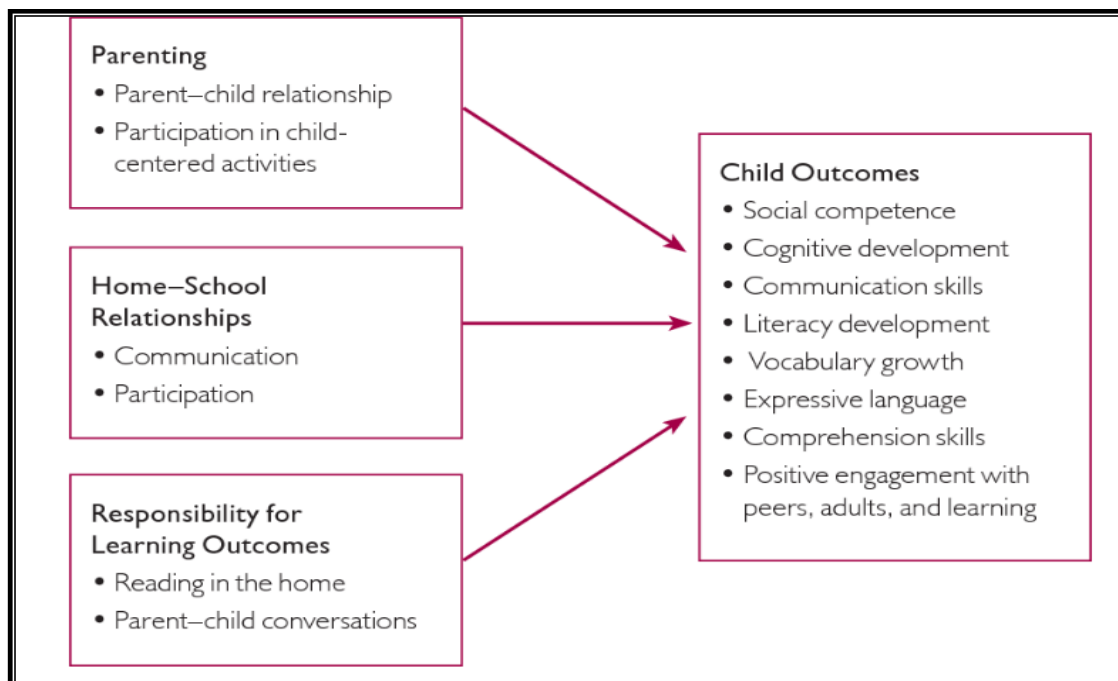 Parenting
• Parent–child relationship
• Participation in child-
centered activities
Home–School
Relationships
• Communication
• Participation
Responsibility for
Learning Outcomes
• Reading in the home
• Parent–child conversations
Child Outcomes
• Social competence
• Cognitive development
• Communication skills
• Literacy development
• Vocabulary growth
• Expressive language
• Comprehension skills
• Positive engagement with
peers, adults, and learning